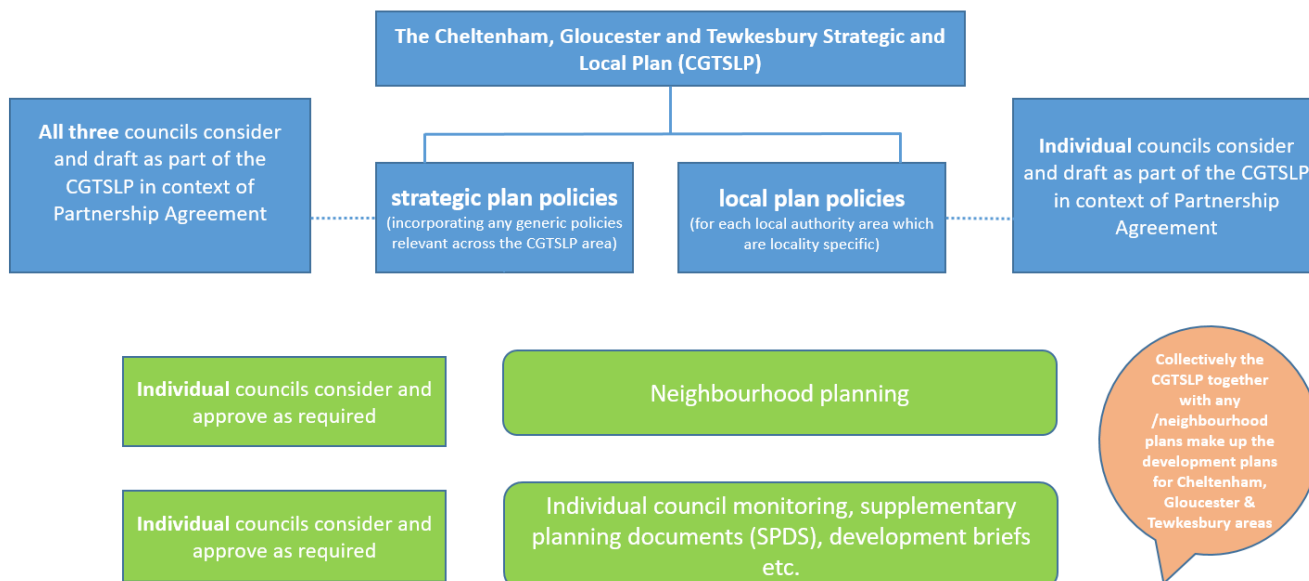 The Cheltenham, Gloucester and Tewkesbury Strategic and
Local Plan (CGTSLP)
All three councils consider
and draft as part of the
CGTSLP in context of
Partnership Agreement
strategic plan policies
(incorporating any generic policies
relevant across the CGTSLP area)
local plan policies
(for each local authority area which
are locality specific)
Individual councils consider
and draft as part of the CGTSLP
in context of Partnership
Agreement
Individual councils consider and
approve as required
Neighbourhood planning
Collectively the
CGTSLP together
with any
/neighbourhood
plans make up the
development plans
for Cheltenham,
Gloucester &
Tewkesbury areas
Individual councils consider and
approve as required
Individual council monitoring, supplementary
planning documents (SPDS), development briefs
etc.